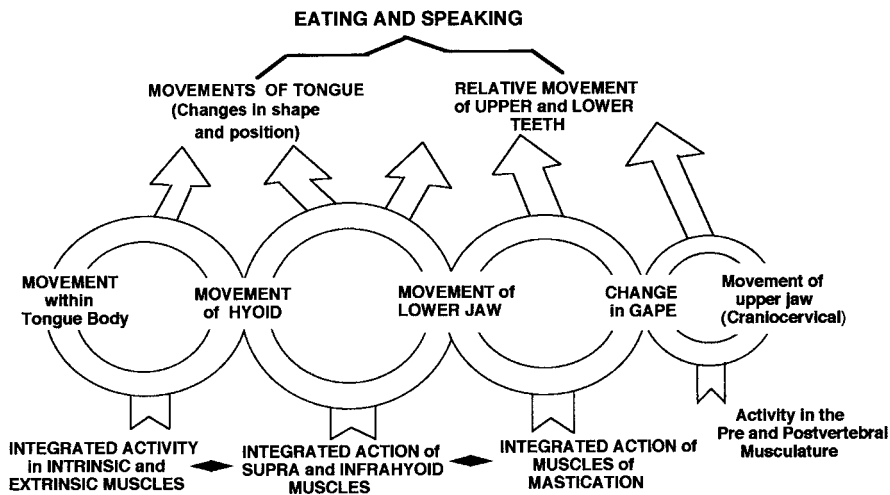 EATING AND SPEAKING
MOVEMENTS OF TONGUE
(Changes in shape
and position)
RELATIVE MOVEMENT
of UPPER and LOWER
TEETH
MOVEMENT
within
Tongue Body
MOVEMENT
of HYOID
MOVEMENT of
LOWER JAW
CHANGE
in GAPE
Movement of
upper jaw
(Craniocervical)
INTEGRATED ACTIVITY
in INTRINSIC and
EXTRINSIC MUSCLES
INTEGRATED ACTION of
SUPRA and INFRAHYOID
MUSCLES
INTEGRATED ACTION of
MUSCLES of
MASTICATION
Activity in the
Pre and Postvertebral
Musculature